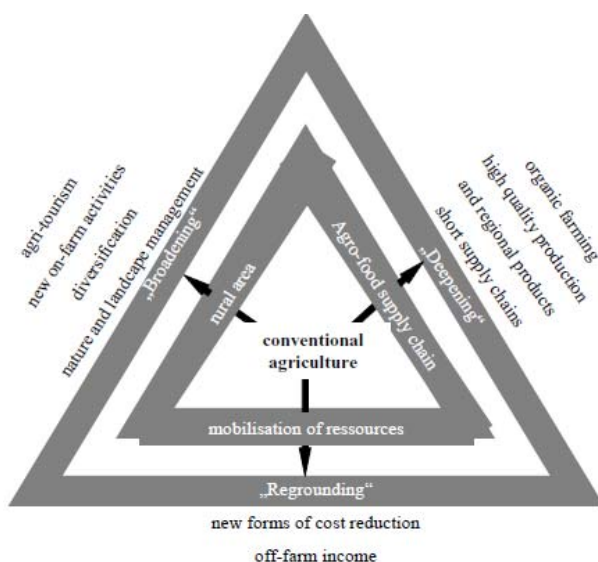 agri-tourism
new on-farm activities
diversification
nature and landcape management
„Broadening“
rural area
organic farming
high quality production
and regional products
short supply chains
„Deepening“
Agro-food supply chain
conventional
agriculture
mobilisation of ressources
„Regrounding“
new forms of cost reduction
off-farm income